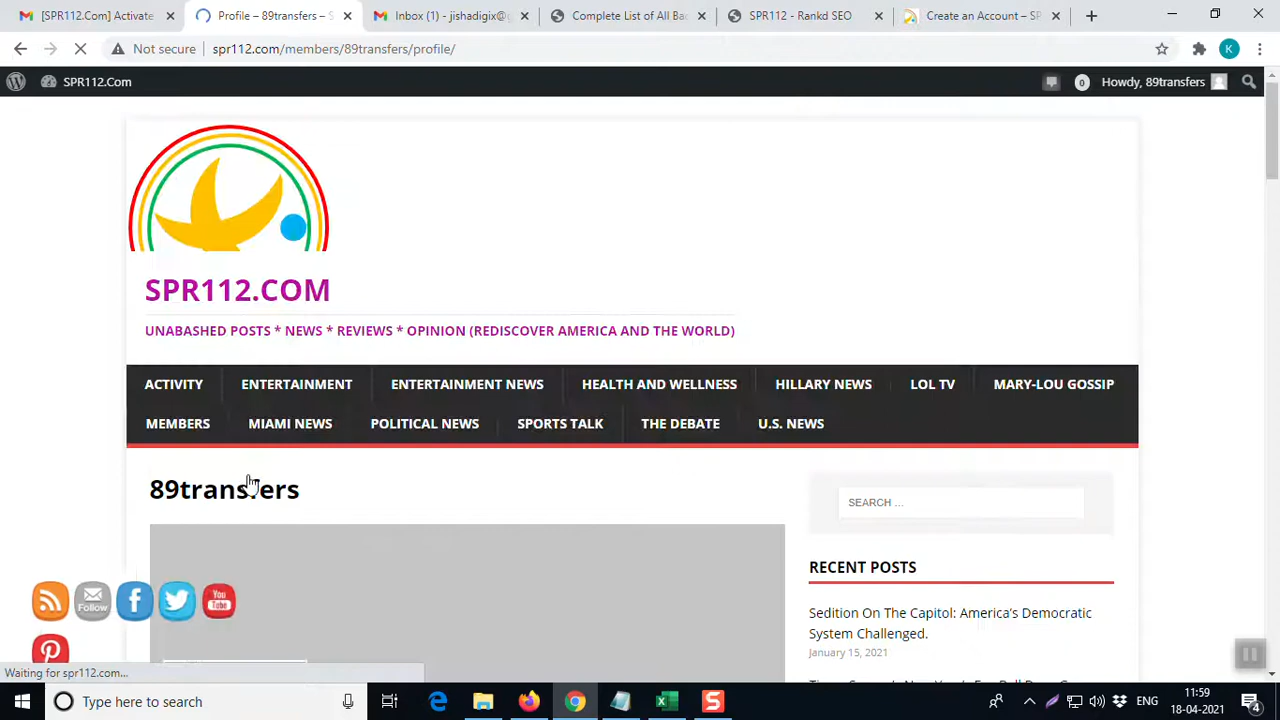 [SPR112.Com] Activate
Profile – 89transfers – S
Inbox (1) - jishadigix@g
Complete List of All Ba
SPR112 - Rankd SEO
Create an Account – SP
Not secure
spr112.com/members/89transfers/profile/
K
SPR112.Com
0
Howdy, 89transfers
SPR112.COM
UNABASHED POSTS * NEWS * REVIEWS * OPINION (REDISCOVER AMERICA AND THE WORLD)
ACTIVITY
ENTERTAINMENT
ENTERTAINMENT NEWS
HEALTH AND WELLNESS
HILLARY NEWS
LOL TV
MARY-LOU GOSSIP
MEMBERS
MIAMI NEWS
POLITICAL NEWS
SPORTS TALK
THE DEBATE
U.S. NEWS
89transfers
SEARCH …
RECENT POSTS
Sedition On The Capitol: America's Democratic
System Challenged.
January 15, 2021
Follow
You
Tube
Waiting for spr112.com...
Type here to search
ENG
11:59
18-04-2021
4